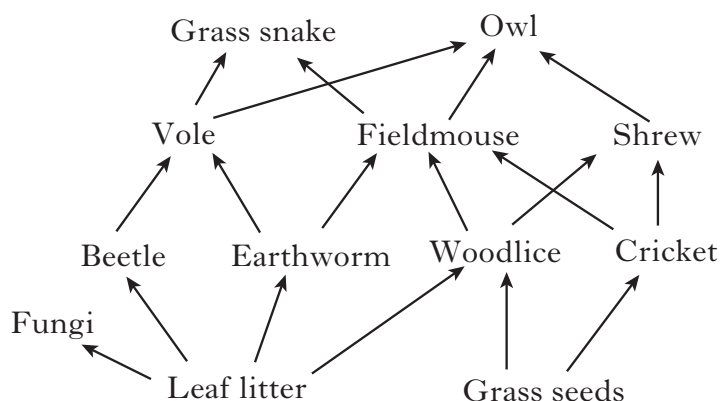 Grass snake
Owl
Vole
Fieldmouse
Shrew
Beetle
Earthworm
Woodlice
Cricket
Fungi
Leaf litter
Grass seeds